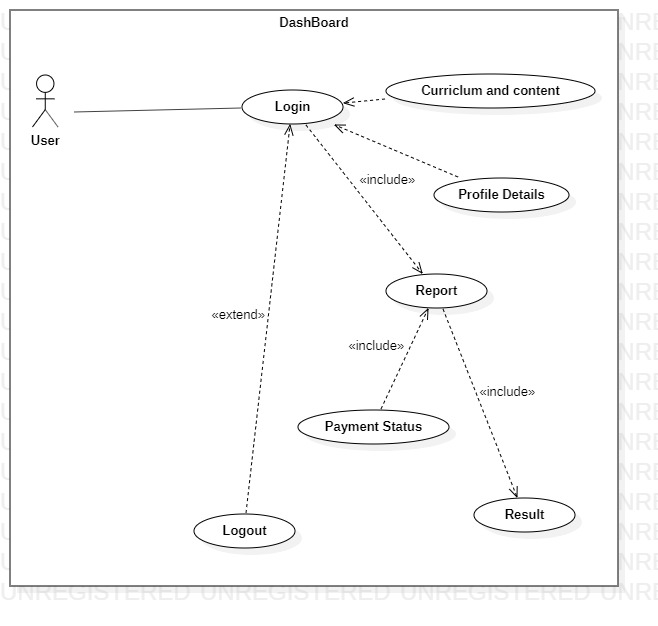 DashBoard
Curriclum and content
Login
User
«include»
Profile Details
Report
«extend»
«include»
«include»
Payment Status
Result
Logout
UNREGISTERED UNREGISTERED UNREGISTERED UNRE